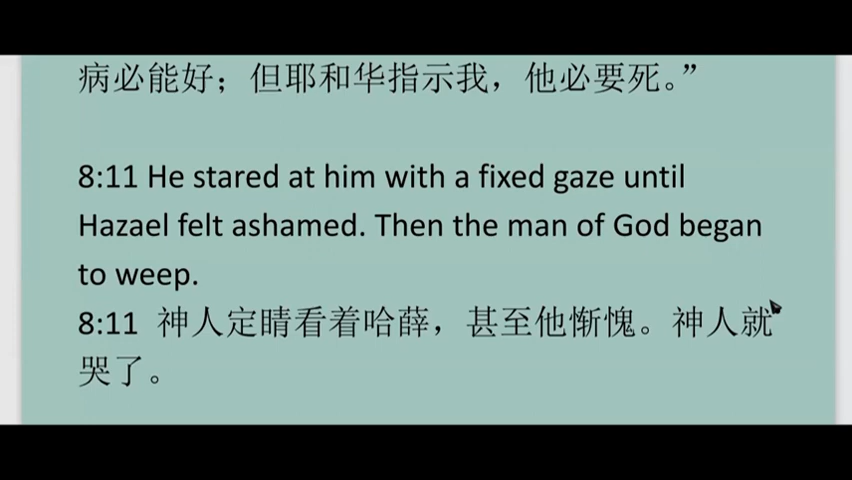 病必能好；但耶和华指示我，他必要死。”
8:11 He stared at him with a fixed gaze until
Hazael felt ashamed. Then the man of God began
to weep.
8:11 神人定睛看着哈薛，甚至他惭愧。神人就
哭了。